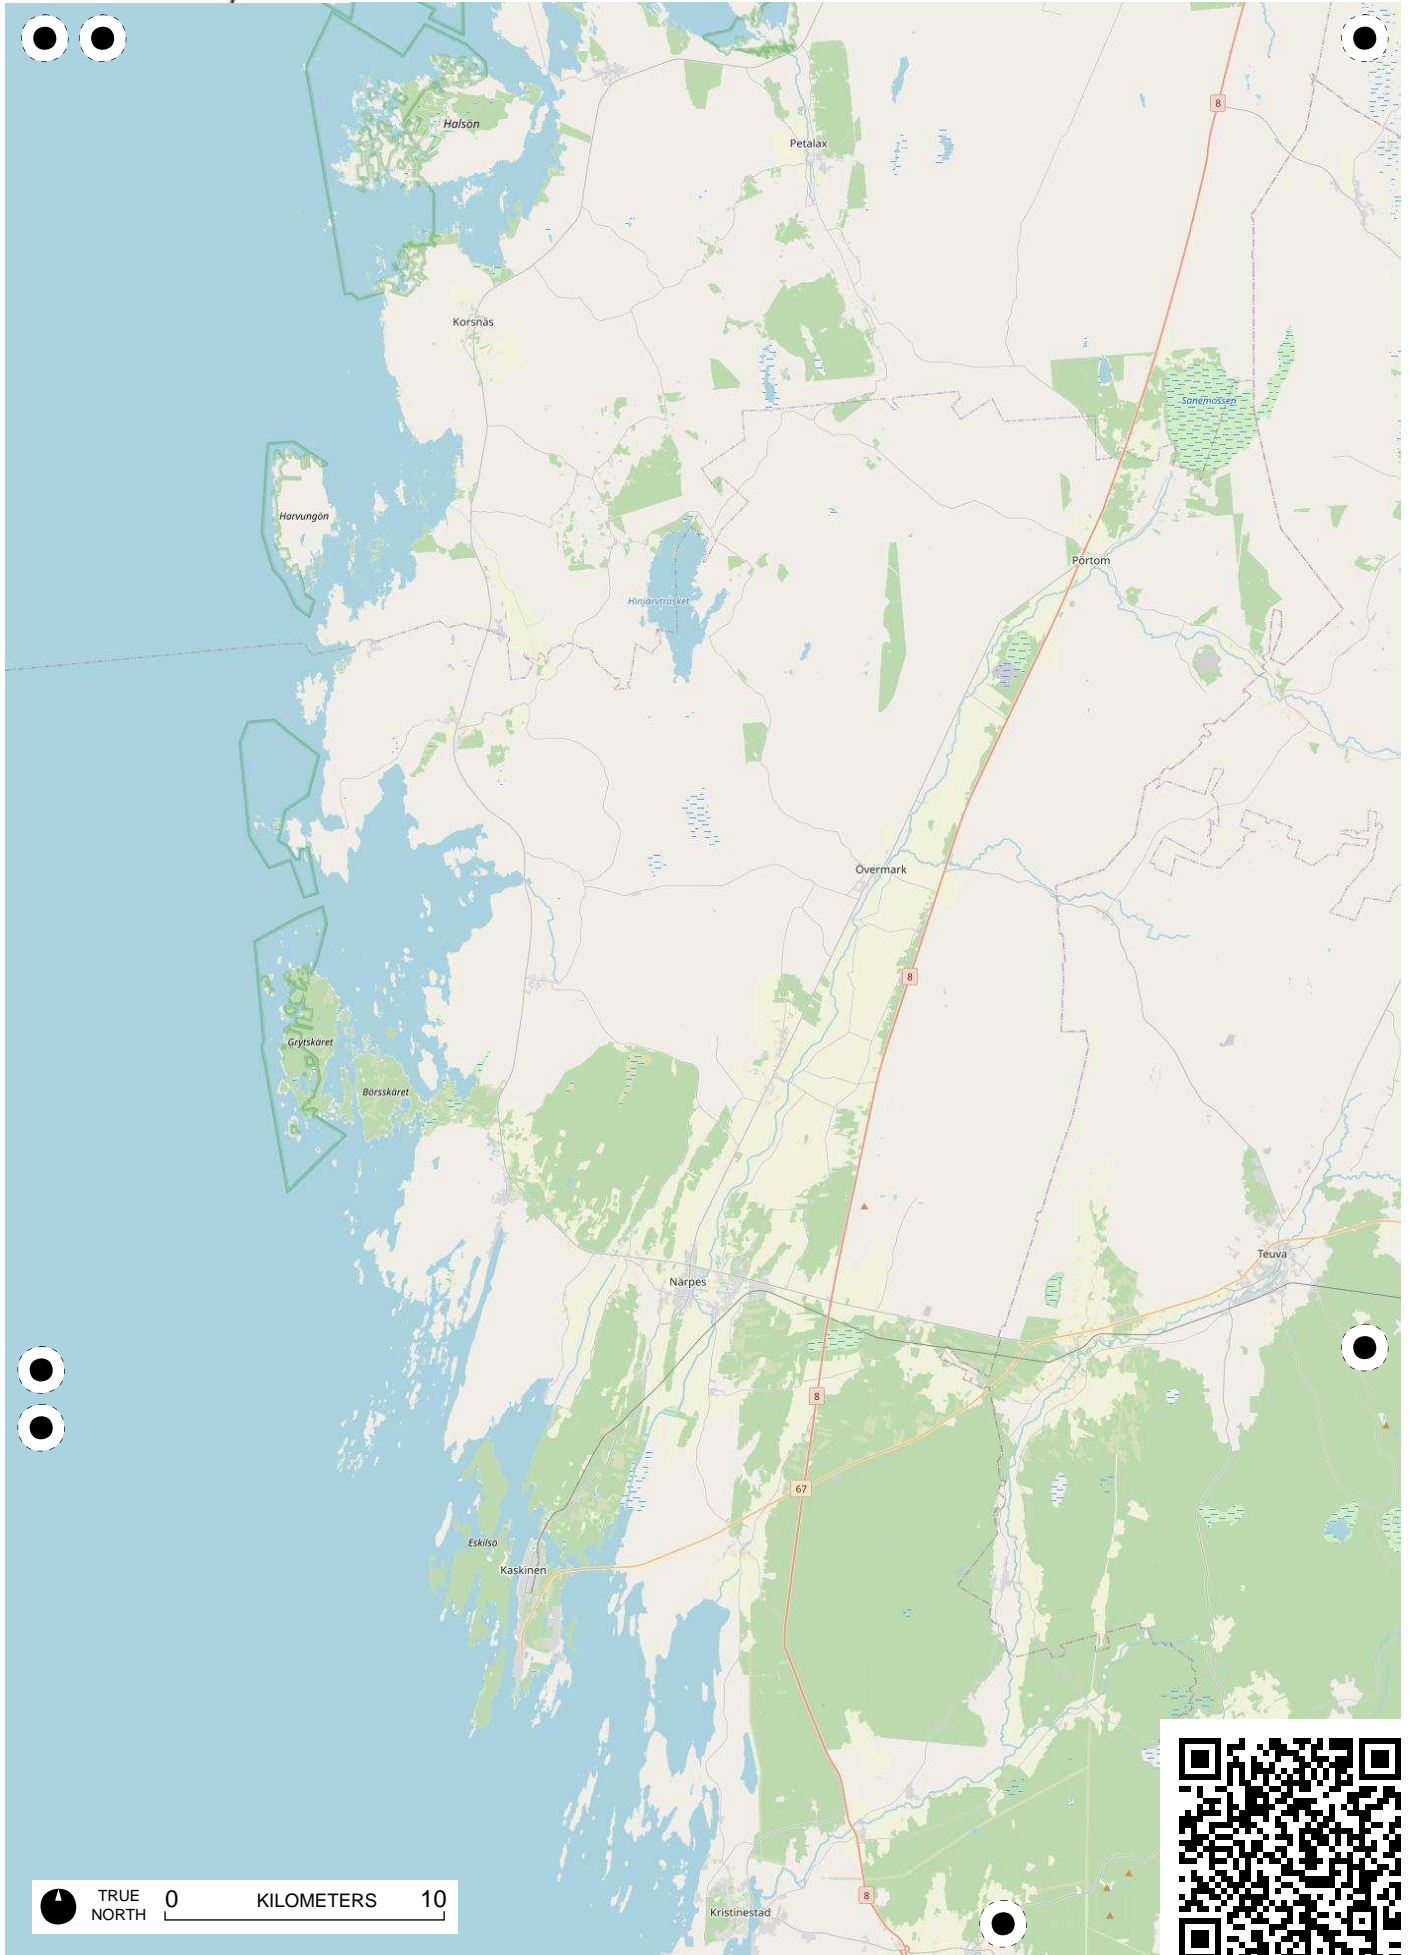 Halsön
8
Petalax
Korsnäs
Sanemossen
Harvungön
Pörtom
Hinjärvträsket
Övermark
8
Grytskäret
Börsskäret
Teuva
Närpes
8
67
Eskilsö
Kaskinen
TRUE NORTH
0 KILOMETERS 10
8
Kristinestad